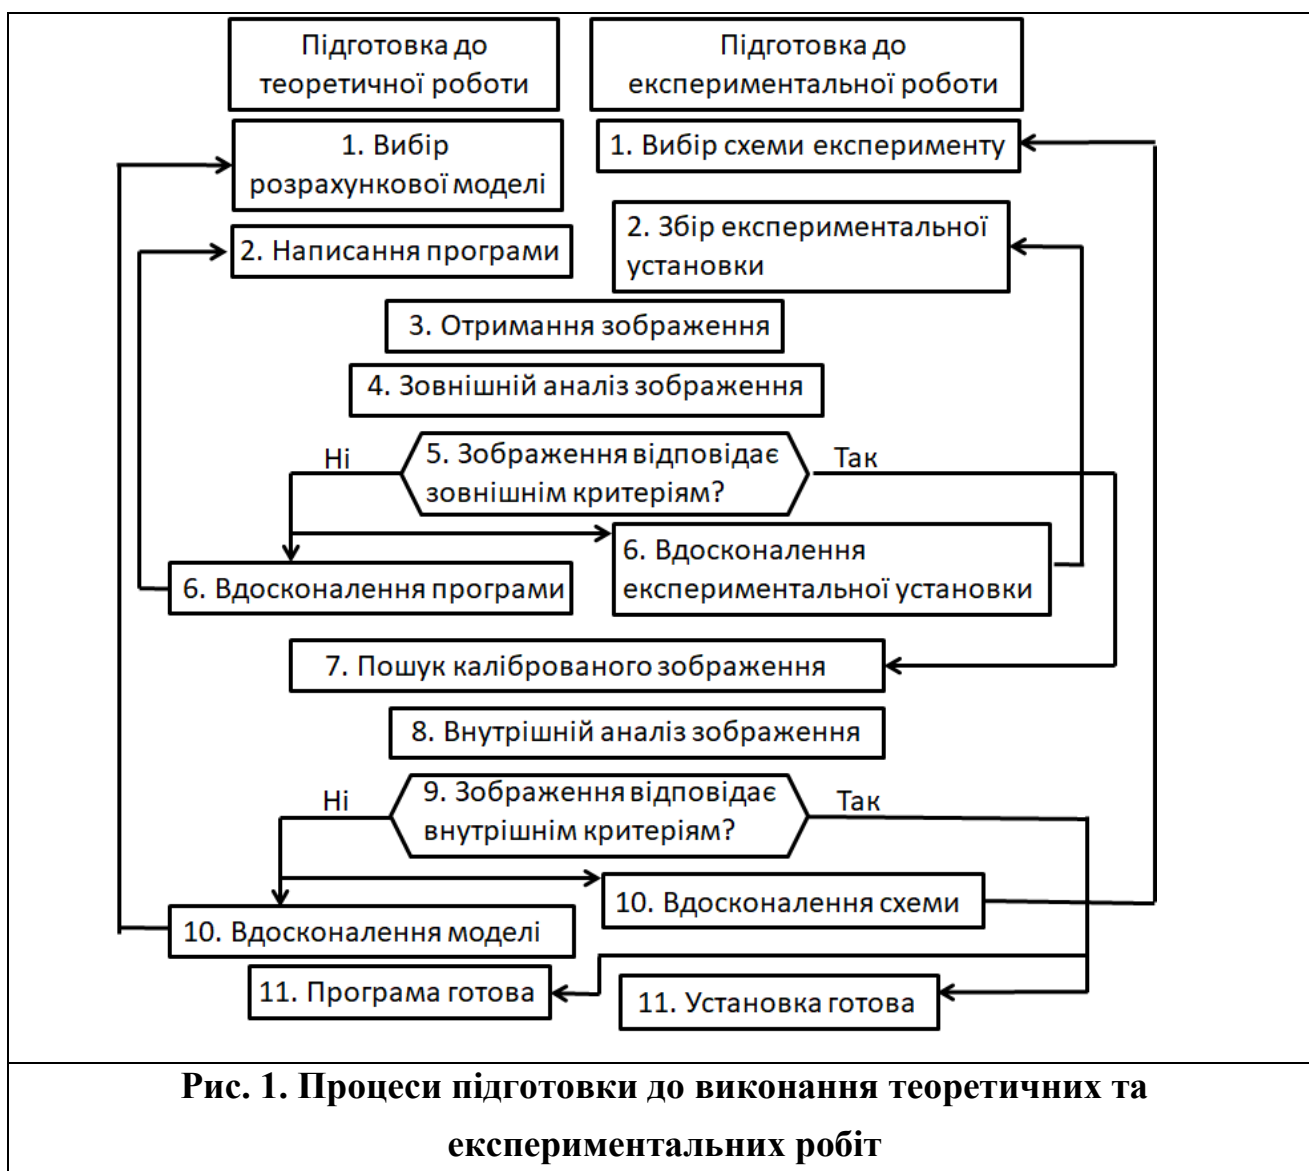 Підготовка до
теоретичної роботи
Підготовка до
експериментальної роботи
1. Вибір
розрахункової моделі
1. Вибір схеми експерименту
2. Написання програми
2. Збір експериментальної
установки
3. Отримання зображення
4. Зовнішній аналіз зображення
Ні
5. Зображення відповідає
зовнішнім критеріям?
Так
6. Вдосконалення програми
6. Вдосконалення
експериментальної установки
7. Пошук каліброваного зображення
8. Внутрішній аналіз зображення
Ні
9. Зображення відповідає
внутрішнім критеріям?
Так
10. Вдосконалення моделі
10. Вдосконалення схеми
11. Програма готова
11. Установка готова
Рис. 1. Процеси підготовки до виконання теоретичних та
експериментальних робіт